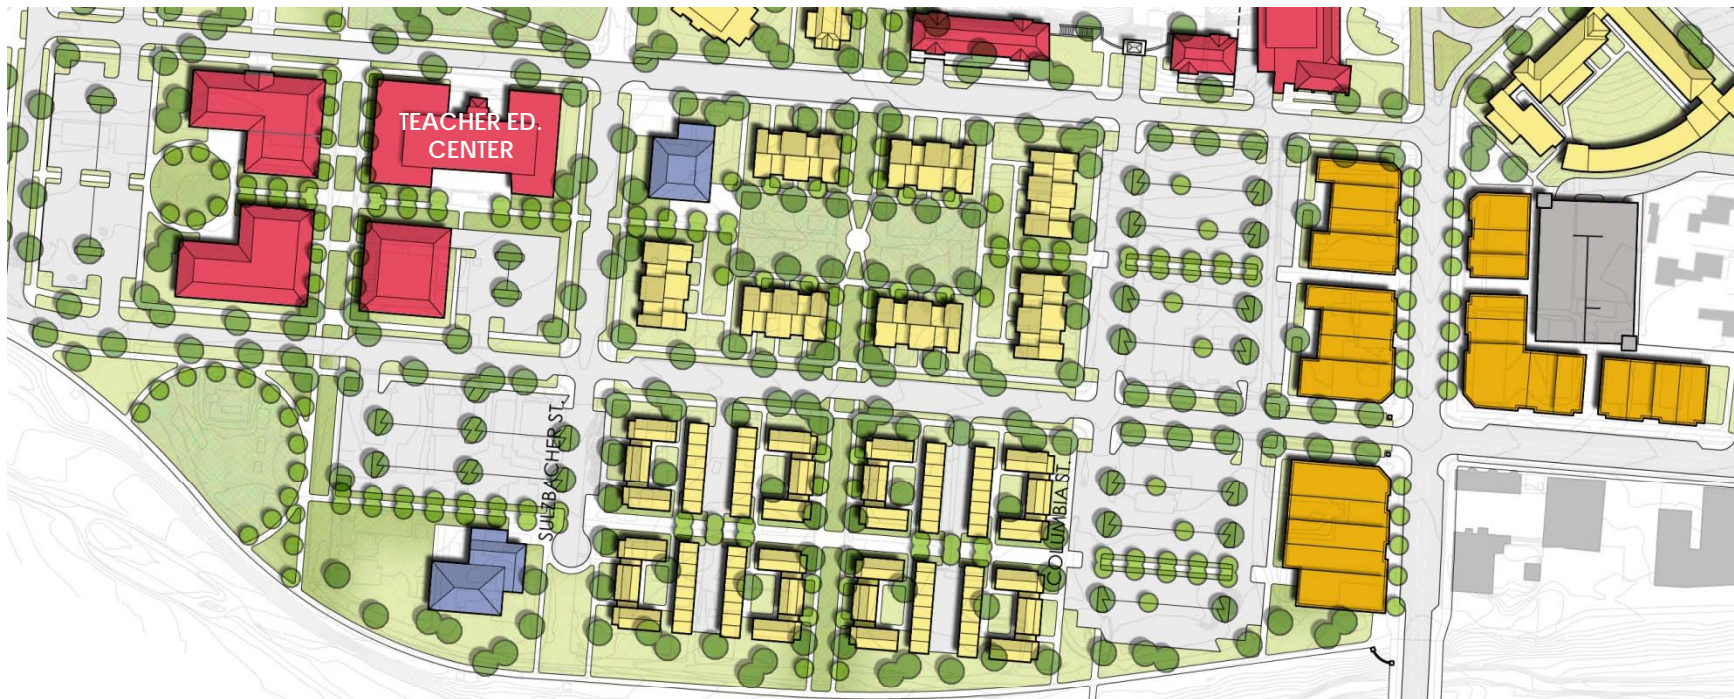 TEACHER ED.
CENTER
SULZBACHER ST.
COLUMBIA ST.